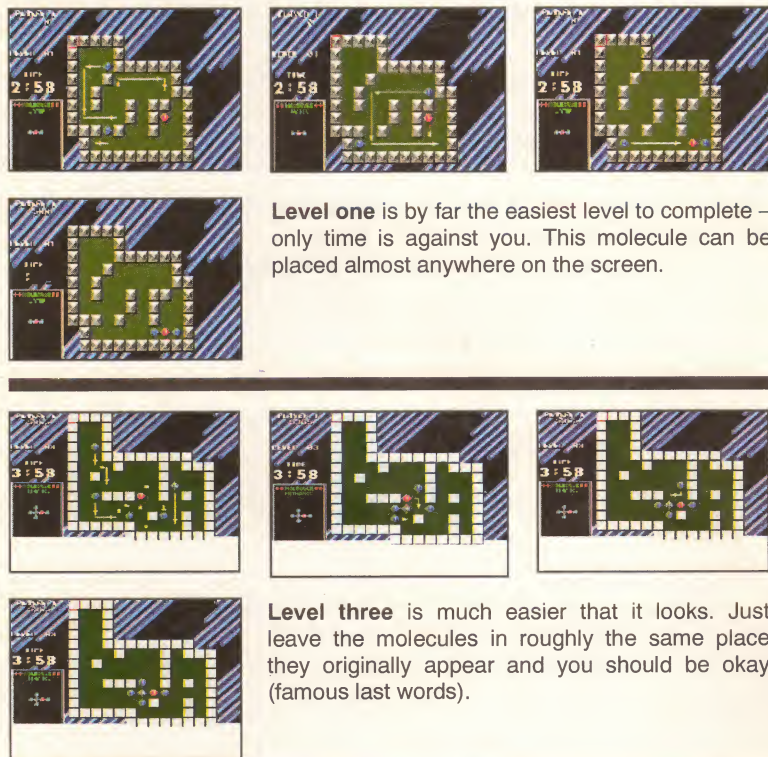 2:58
2:58
2:58
Level one is by far the easiest level to complete –
only time is against you. This molecule can be
placed almost anywhere on the screen.
3:58
3:58
3:58
3:58
Level three is much easier that it looks. Just
leave the molecules in roughly the same place
they originally appear and you should be okay
(famous last words).